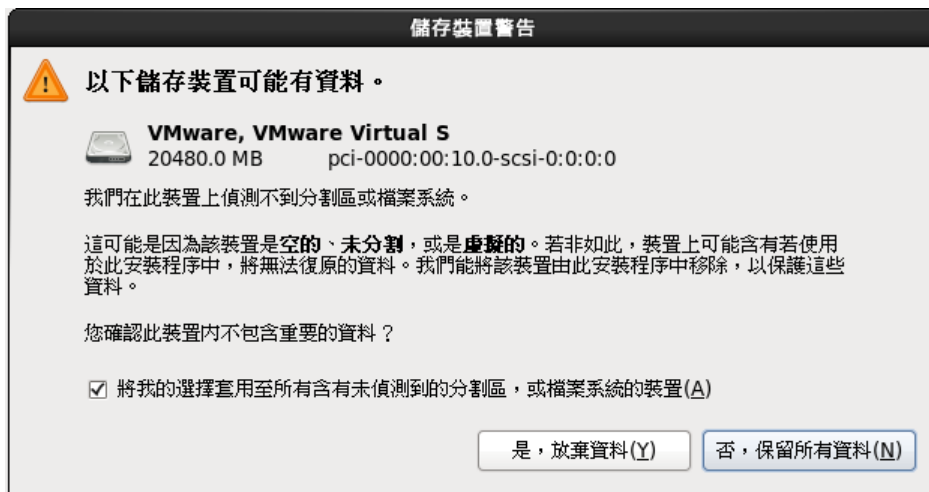 儲存裝置警告
以下儲存裝置可能有資料。
VMware, VMware Virtual S
20480.0 MB pci-0000:00:10.0-scsi-0:0:0:0
我們在此裝置上偵測不到分割區或檔案系統。
這可能是因為該裝置是空的、未分割，或是虛擬的。若非如此，裝置上可能含有若使用
於此安裝程序中，將無法復原的資料。我們能將該裝置由此安裝程序中移除，以保護這些
資料。
您確認此裝置內不包含重要的資料？
將我的選擇套用至所有含有未偵測到的分割區，或檔案系統的裝置(A)
是，放棄資料(Y) 否，保留所有資料(N)